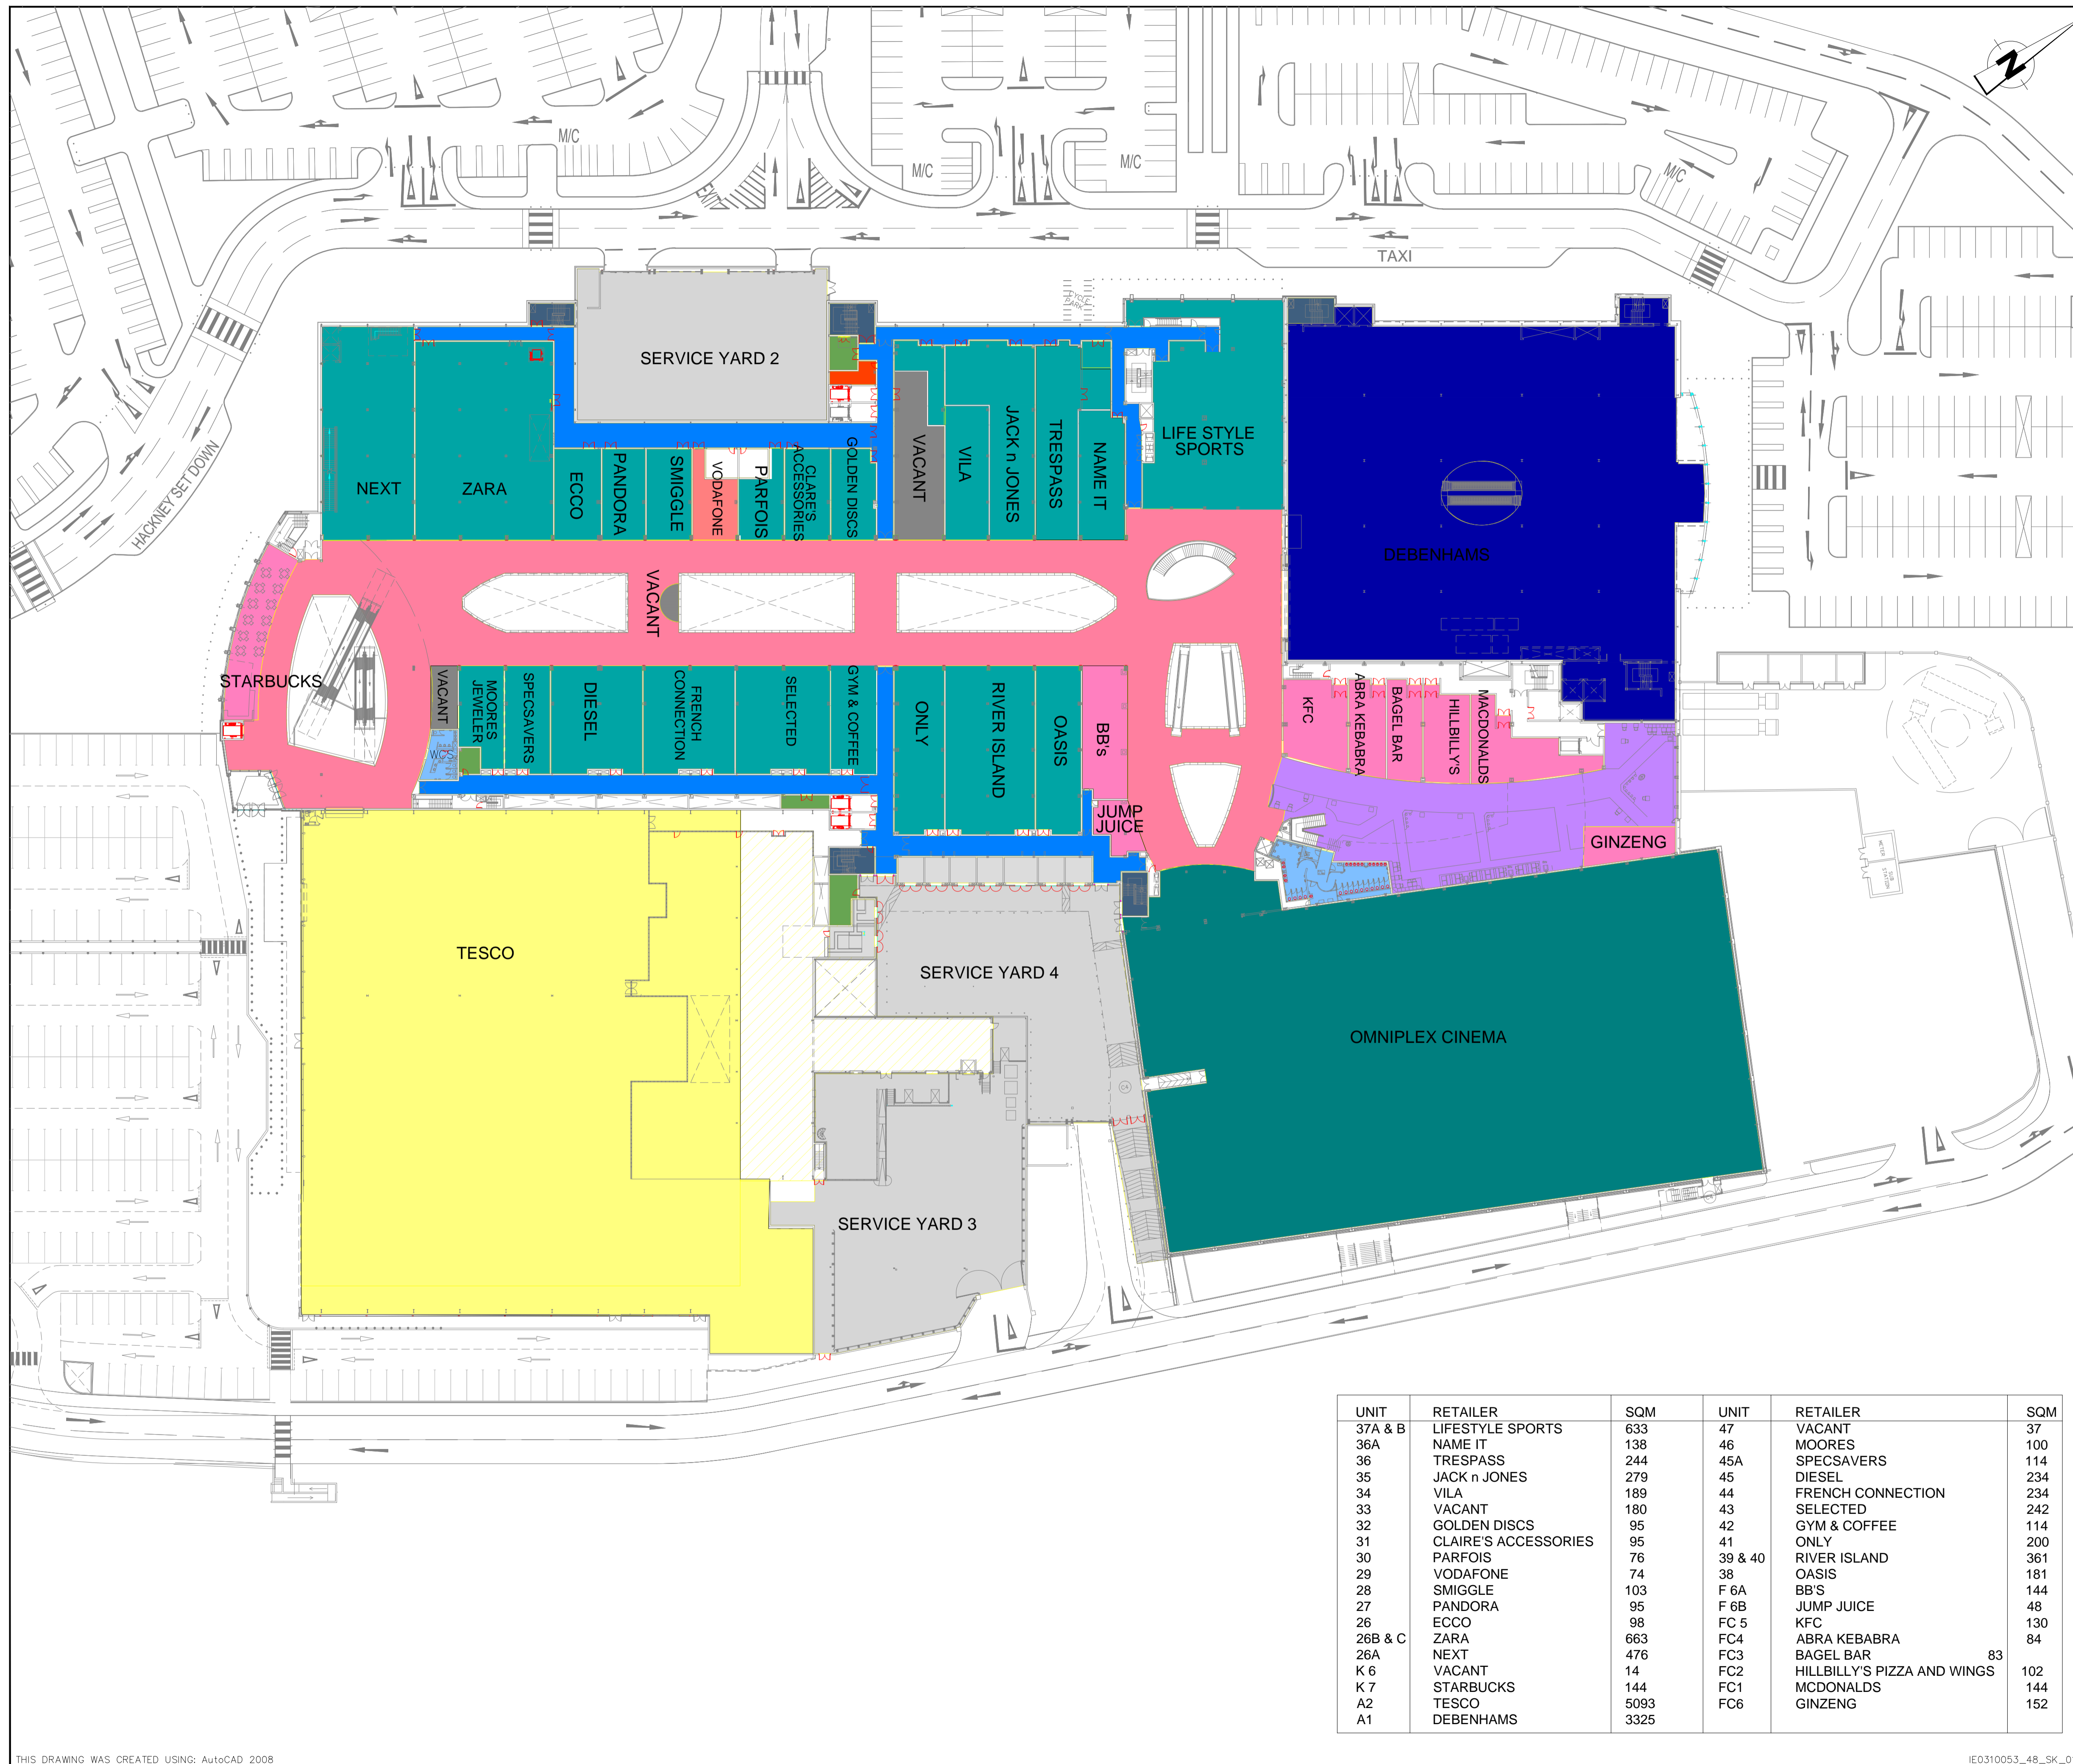 N
M/C
M/C
M/C
M/C
TAXI
CYCLE
PARK
HACKNEY SET DOWN
SERVICE YARD 2
NEXT
ZARA
ECCO
PANDORA
SMIGGLE
VODAFONE
PARFOIS
CLARE'S
ACCESSORIES
GOLDEN DISCS
VACANT
VILA
JACK n JONES
TRESPASS
NAME IT
LIFE STYLE
SPORTS
DEBENHAMS
VACANT
STARBUCKS
VACANT
WCS
MOORES
JEWELER
SPECSAVERS
DIESEL
FRENCH
CONNECTION
SELECTED
GYM & COFFEE
ONLY
RIVER ISLAND
OASIS
BB's
JUMP
JUICE
KFC
ABRA KEBABRA
BAGEL BAR
HILLBILLY'S
MACDONALDS
GINZENG
METER
SUB
STATION
TESCO
SERVICE YARD 4
OMNIPLEX CINEMA
SERVICE YARD 3
UNIT RETAILER SQM UNIT RETAILER SQM
37A & B LIFESTYLE SPORTS 633 47 VACANT 37
36A NAME IT 138 46 MOORES 100
36 TRESPASS 244 45A SPECSAVERS 114
35 JACK n JONES 279 45 DIESEL 234
34 VILA 189 44 FRENCH CONNECTION 234
33 VACANT 180 43 SELECTED 242
32 GOLDEN DISCS 95 42 GYM & COFFEE 114
31 CLAIRE'S ACCESSORIES 95 41 ONLY 200
30 PARFOIS 76 39 & 40 RIVER ISLAND 361
29 VODAFONE 74 38 OASIS 181
28 SMIGGLE 103 F 6A BB'S 144
27 PANDORA 95 F 6B JUMP JUICE 48
26 ECCO 98 FC 5 KFC 130
26B & C ZARA 663 FC4 ABRA KEBABRA 84
26A NEXT 476 FC3 BAGEL BAR 83
K 6 VACANT 14 FC2 HILLBILLY'S PIZZA AND WINGS 102
K 7 STARBUCKS 144 FC1 MCDONALDS 144
A2 TESCO 5093 FC6 GINZENG 152
A1 DEBENHAMS 3325
THIS DRAWING WAS CREATED USING: AutoCAD 2008